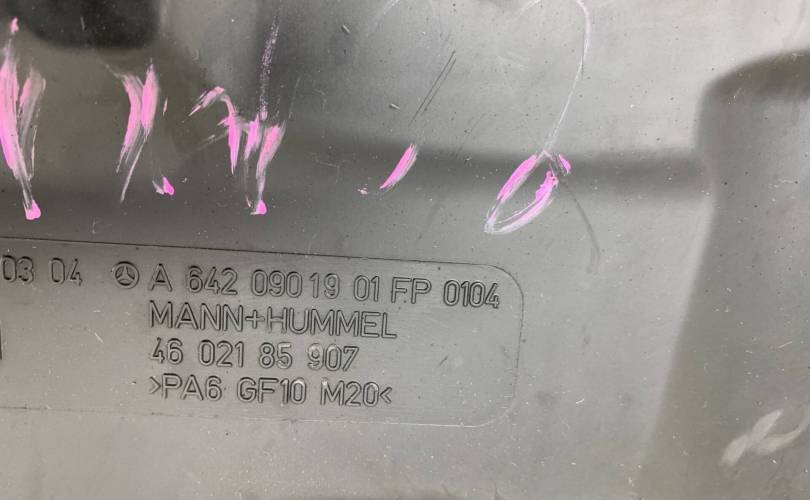 03 04 A 642 090 19 01 FP 0104
MANN+HUMMEL
46 021 85 907
>PA6 GF10 M20<